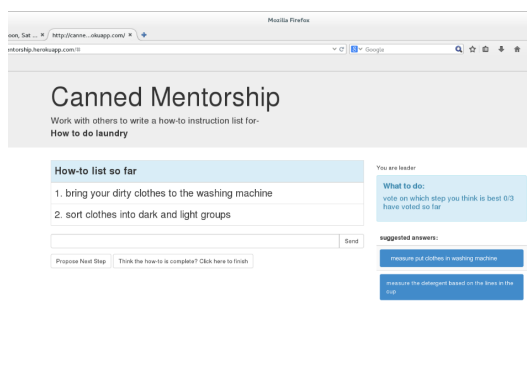 Mozilla Firefox
oon, Sat ... ×
http://canne...okuapp.com/ ×
entorship.herokuapp.com/#
Google
Canned Mentorship
Work with others to write a how-to instruction list for-
How to do laundry
How-to list so far
1. bring your dirty clothes to the washing machine
2. sort clothes into dark and light groups
Send
Propose Next Step
Think the how-to is complete? Click here to finish
You are leader
What to do:
vote on which step you think is best 0/3
have voted so far
suggested answers:
measure put clothes in washing machine
measure the detergent based on the lines in the
cup